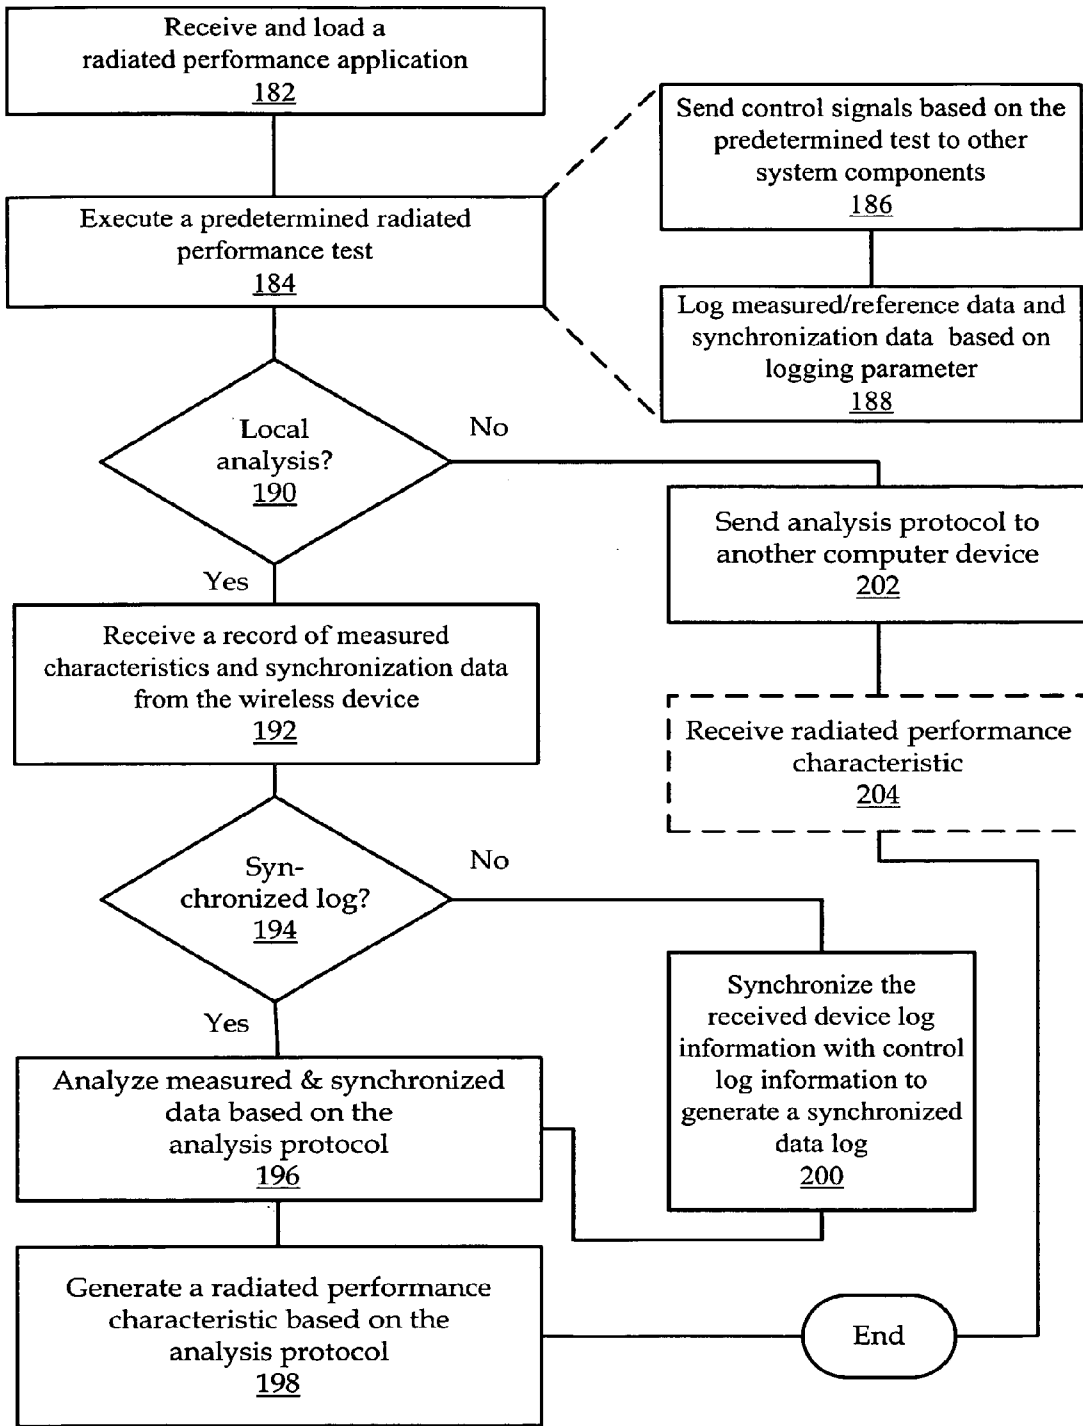 Receive and load a
radiated performance application
182
Send control signals based on the
predetermined test to other
system components
186
Execute a predetermined radiated
performance test
184
Log measured/reference data and
synchronization data based on
logging parameter
188
Local
analysis?
190
No
Yes
Send analysis protocol to
another computer device
202
Receive a record of measured
characteristics and synchronization data
from the wireless device
192
Receive radiated performance
characteristic
204
Syn-
chronized log?
194
No
Yes
Synchronize the
received device log
information with control
log information to
generate a synchronized
data log
200
Analyze measured & synchronized
data based on the
analysis protocol
196
Generate a radiated performance
characteristic based on the
analysis protocol
198
End